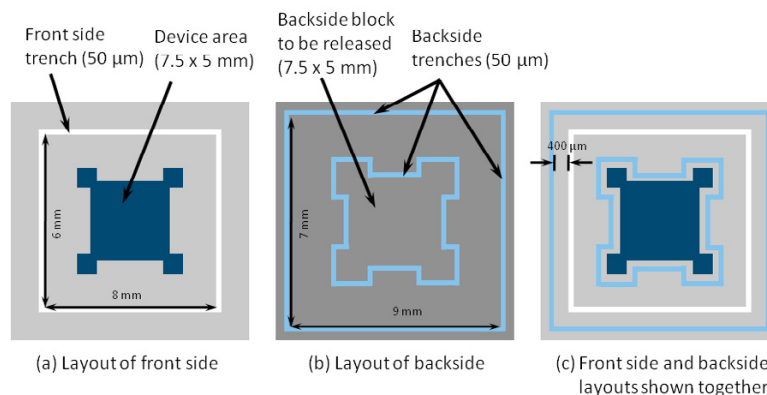 Front side
trench (50 µm)
Device area
(7.5 x 5 mm)
Backside block
to be released
(7.5 x 5 mm)
Backside
trenches (50 µm)
6 mm
8 mm
7 mm
9 mm
400 µm
(a) Layout of front side
(b) Layout of backside
(c) Front side and backside
layouts shown together